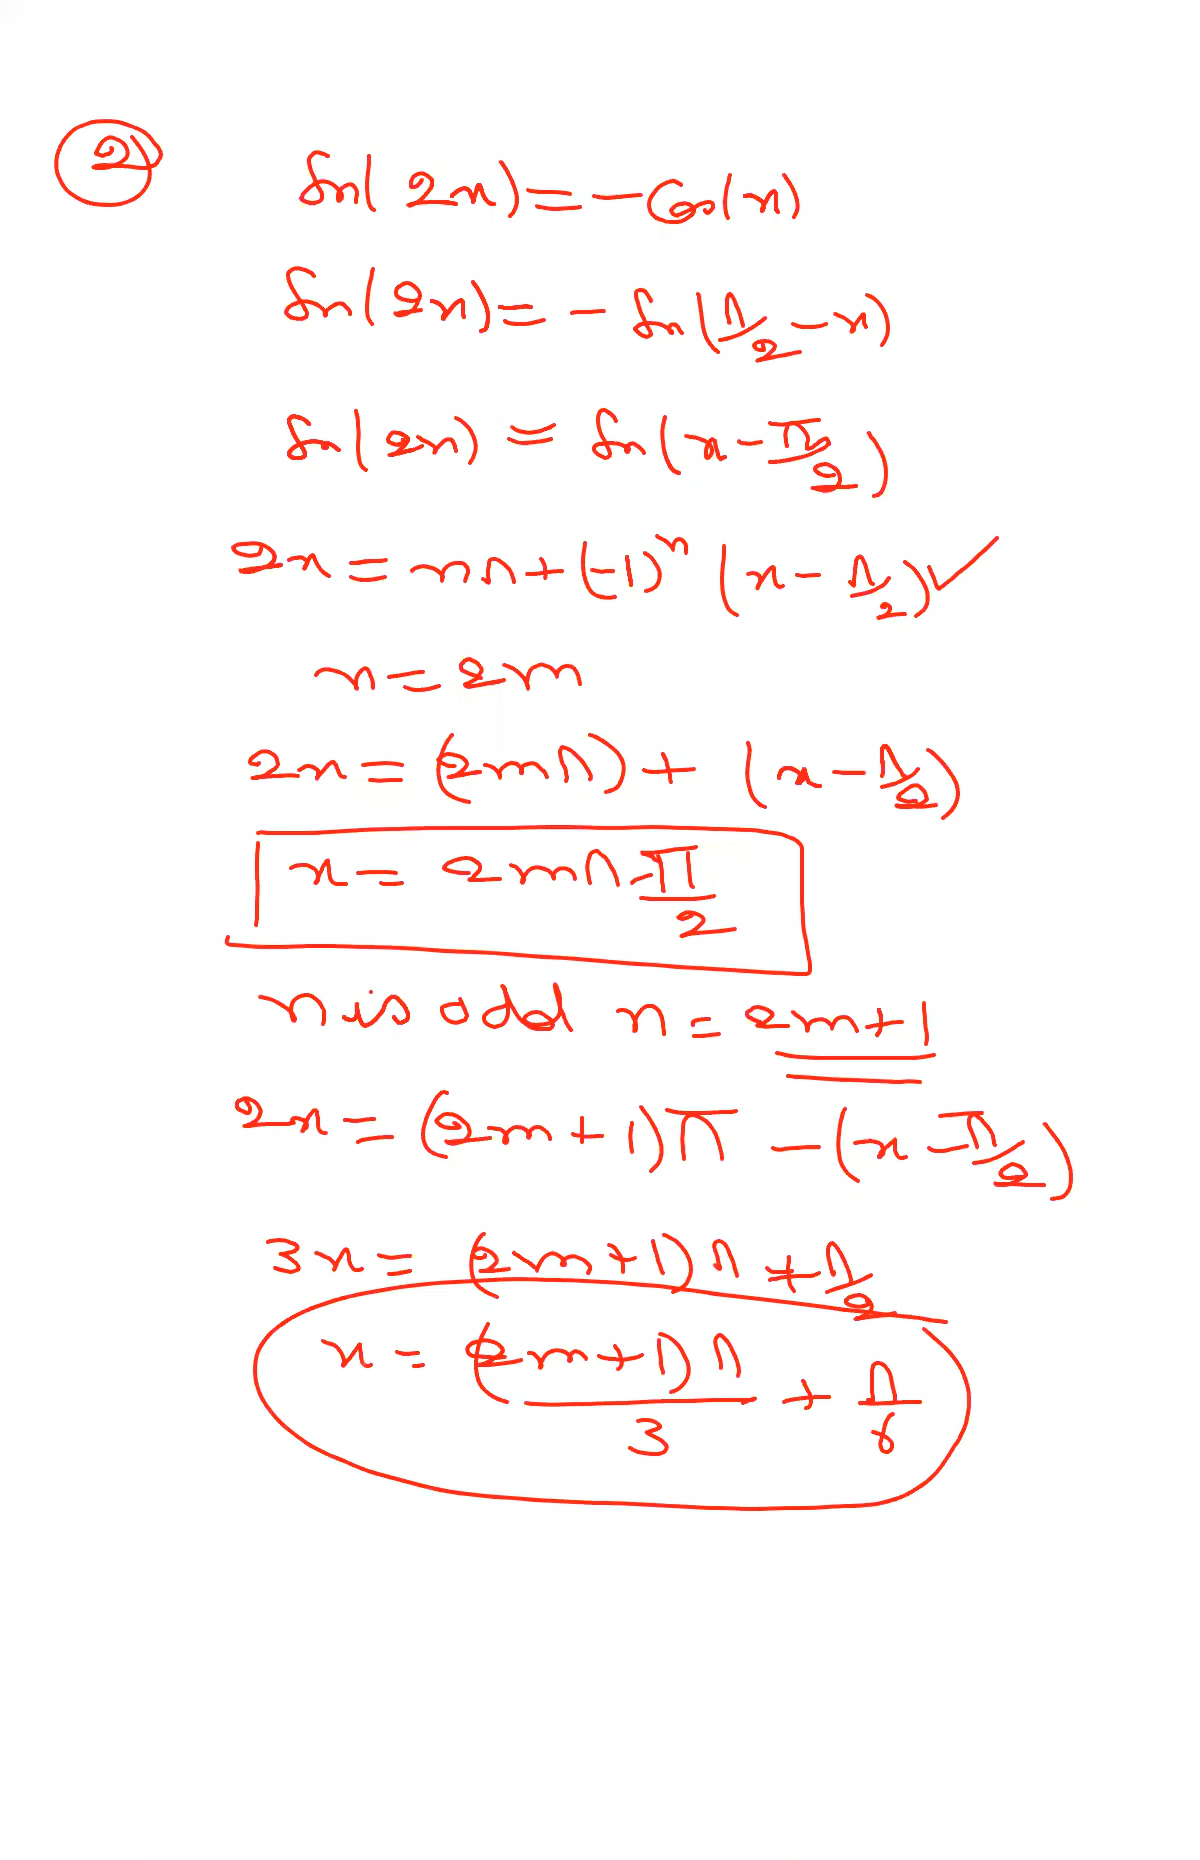 2)
Sin(2x) = -Cos(x)
Sin(2x) = - Sin(π/2 - x)
Sin(2x) = Sin(x - π/2)
2x = nπ + (-1)^n (x - π/2) ✓
n = 2m
2x = (2mπ) + (x - π/2)
x = 2mπ - π/2
n is odd n = 2m+1
2x = (2m+1)π - (x - π/2)
3x = (2m+1)π + π/2
x = (2m+1)π/3 + π/6